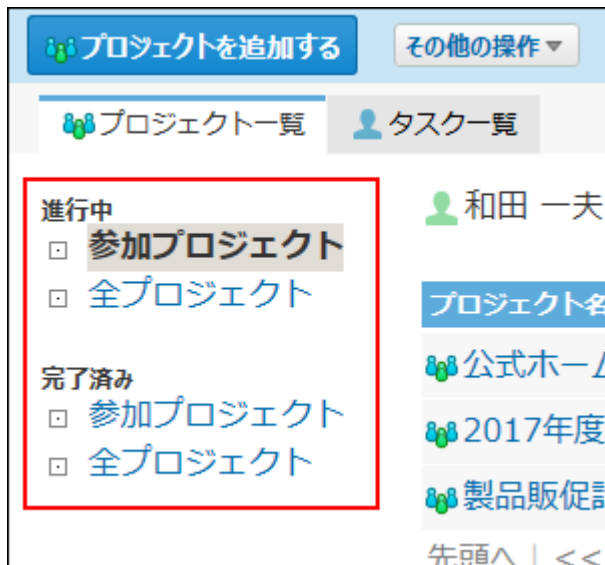 プロジェクトを追加する その他の操作▼
プロジェクト一覧 タスク一覧
進行中
参加プロジェクト
全プロジェクト
完了済み
参加プロジェクト
全プロジェクト
和田 一夫
プロジェクト名
公式ホーム
2017年度
製品販促
先頭へ | <<